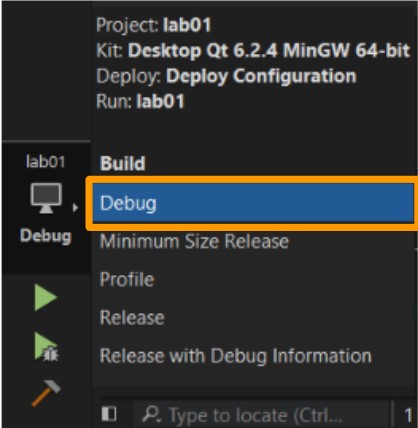 Project: lab01
Kit: Desktop Qt 6.2.4 MinGW 64-bit
Deploy: Deploy Configuration
Run: lab01
lab01
Debug
Build
Debug
Minimum Size Release
Profile
Release
Release with Debug Information
Type to locate (Ctrl...
1